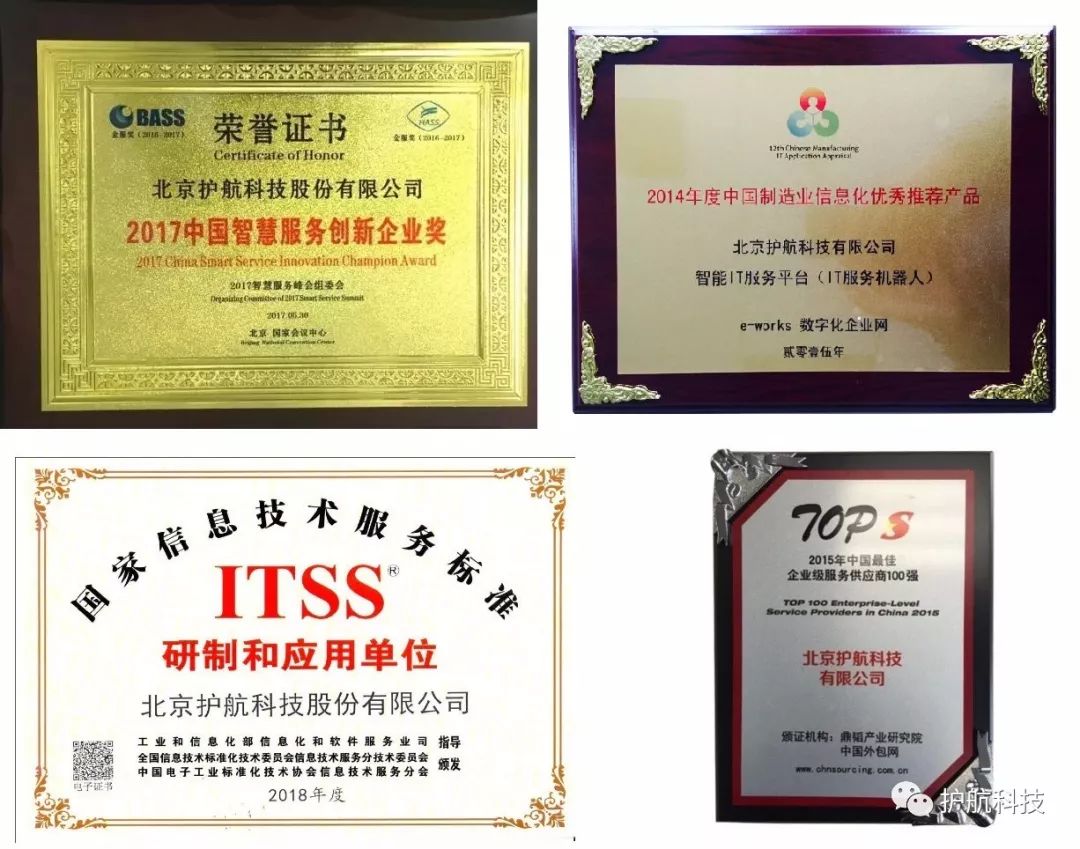 BASS
金服奖(2016-2017)
HASS
金服奖(2016-2017)
荣誉证书
Certificate of Honor
北京护航科技股份有限公司
2017中国智慧服务创新企业奖
2017 China Smart Service Innovation Champion Award
2017智慧服务峰会组委会
Organizing Committee of 2017 Smart Service Summit
2017.06.30
北京 国家会议中心
Beijing National Convention Center
12th Chinese Manufacturing
IT Application Appraisal
2014年度中国制造业信息化优秀推荐产品
北京护航科技有限公司
智能IT服务平台(IT服务机器人)
e-works 数字化企业网
贰零壹伍年
国家信息技术服务标准
ITSS®
研制和应用单位
北京护航科技股份有限公司
工业和信息化部信息化和软件服务业司
全国信息技术标准化技术委员会信息技术服务分技术委员会
中国电子工业标准化技术协会信息技术服务分会
指导
颁发
电子证书
2018年度
TOPS
2015年中国最佳
企业级服务供应商100强
TOP 100 Enterprise-Level
Service Providers in China 2015
北京护航科技
有限公司
颁证机构：鼎韬产业研究院
中国外包网
www.chnsourcing.com.cn
护航科技